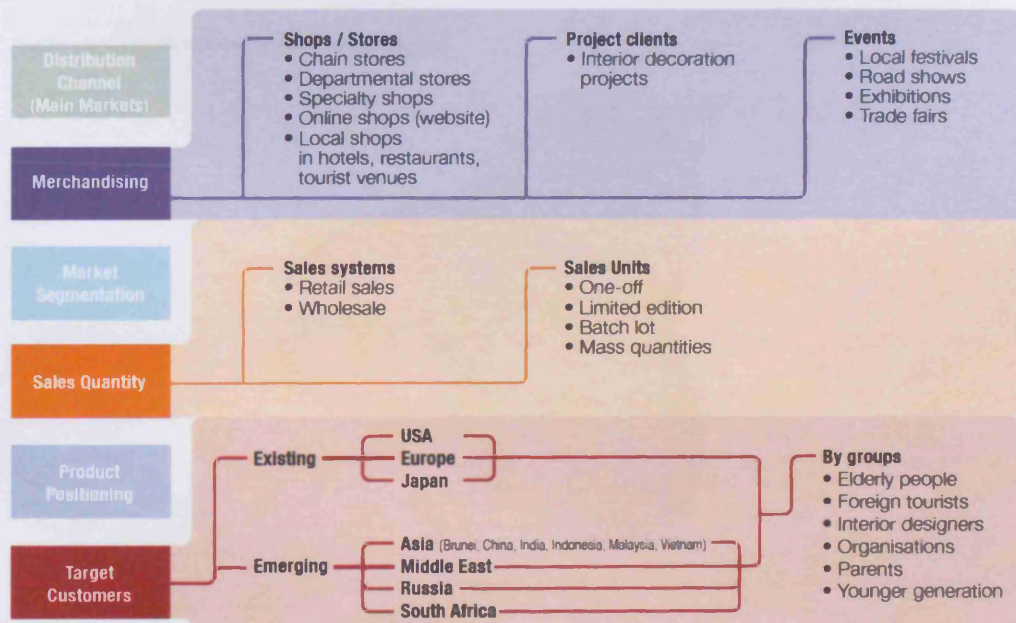 Distribution
Channel
(Main Markets)
Merchandising
Shops / Stores
• Chain stores
• Departmental stores
• Specialty shops
• Online shops (website)
• Local shops
in hotels, restaurants,
tourist venues
Project clients
• Interior decoration
projects
Events
• Local festivals
• Road shows
• Exhibitions
• Trade fairs
Market
Segmentation
Sales Quantity
Sales systems
• Retail sales
• Wholesale
Sales Units
• One-off
• Limited edition
• Batch lot
• Mass quantities
Product
Positioning
Target
Customers
Existing
USA
Europe
Japan
Emerging
Asia (Brunei, China, India, Indonesia, Malaysia, Vietnam)
Middle East
Russia
South Africa
By groups
• Elderly people
• Foreign tourists
• Interior designers
• Organisations
• Parents
• Younger generation